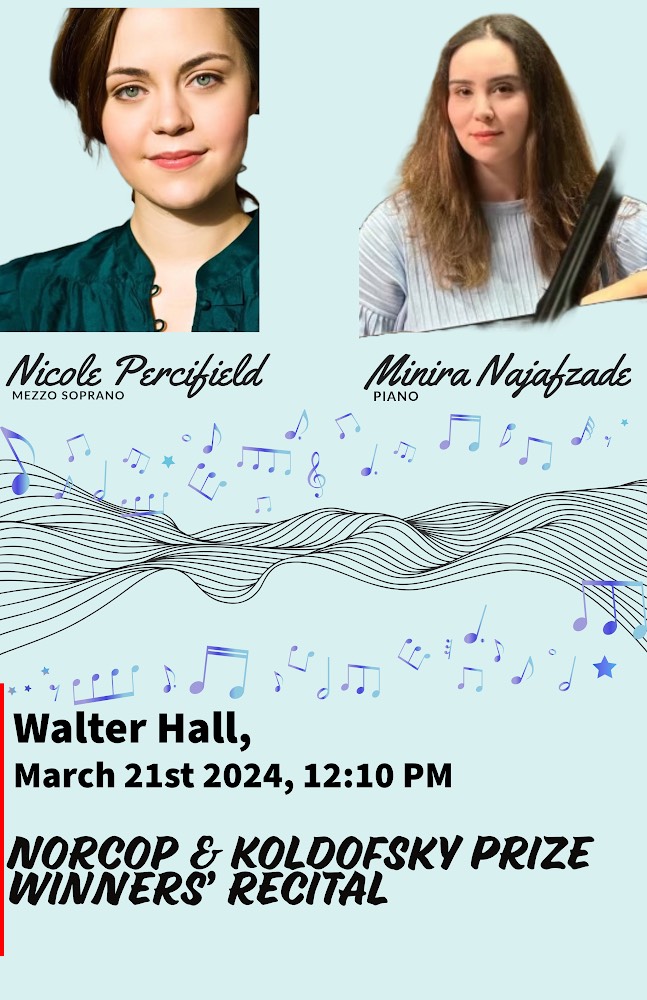 Nicole Percifield
MEZZO SOPRANO
Minira Najafzade
PIANO
Walter Hall,
March 21st 2024, 12:10 PM
NORCOP & KOLDOFSKY PRIZE
WINNERS' RECITAL